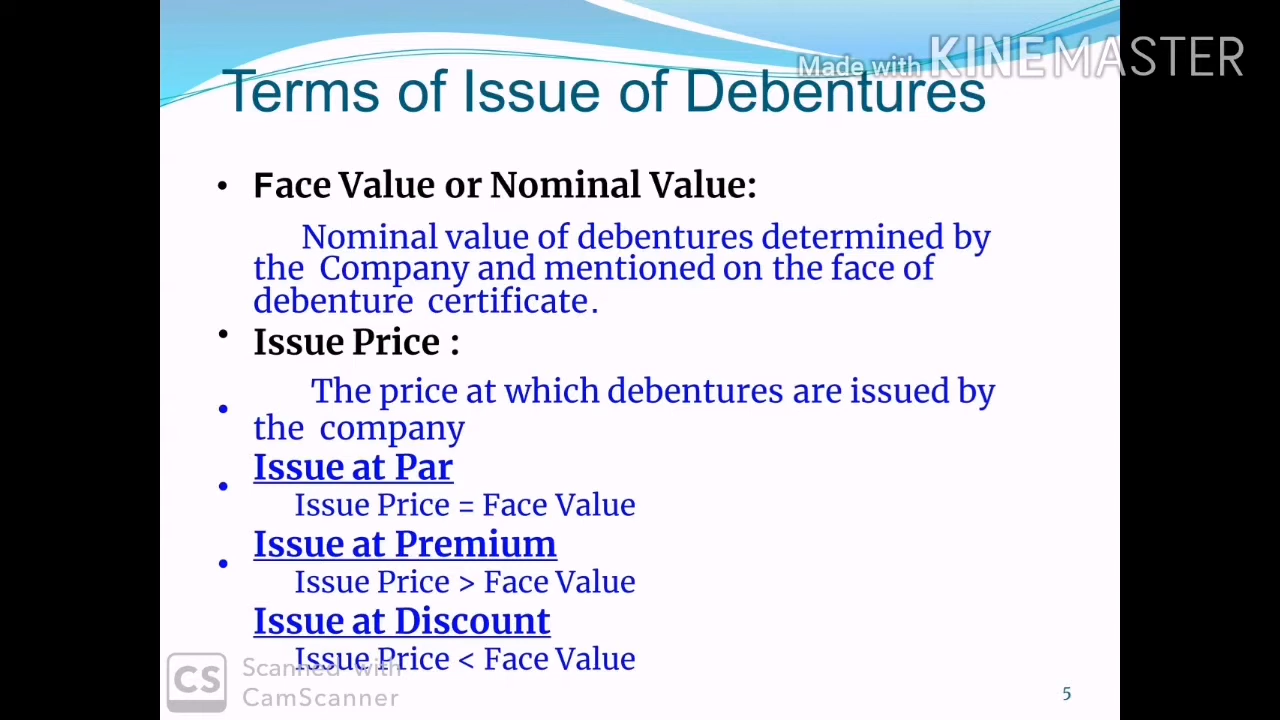 Made with KINEMASTER
Terms of Issue of Debentures
• Face Value or Nominal Value:
Nominal value of debentures determined by
the Company and mentioned on the face of
debenture certificate.
• Issue Price :
The price at which debentures are issued by
• the company
Issue at Par
• Issue Price = Face Value
Issue at Premium
• Issue Price > Face Value
Issue at Discount
Issue Price < Face Value
CS Scanned with
CamScanner
5